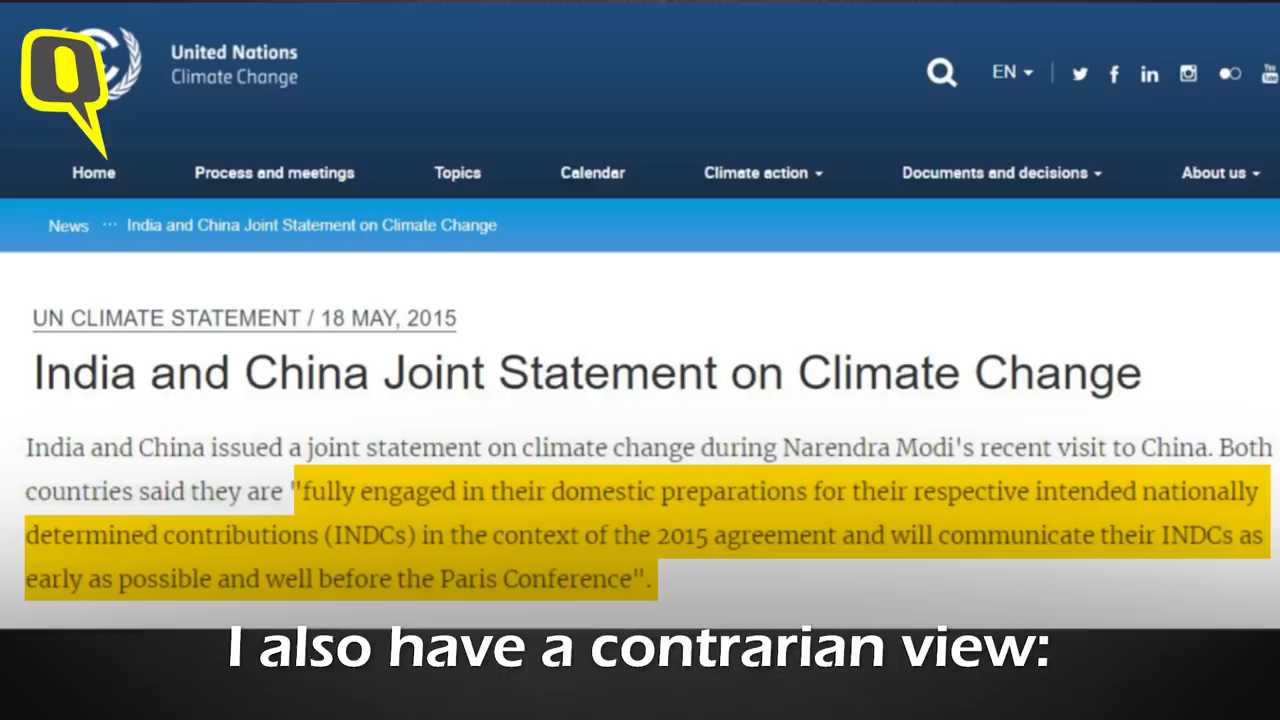 United Nations
Climate Change
EN
Home Process and meetings Topics Calendar Climate action Documents and decisions About us
News ··· India and China Joint Statement on Climate Change
UN CLIMATE STATEMENT / 18 MAY, 2015
India and China Joint Statement on Climate Change
India and China issued a joint statement on climate change during Narendra Modi's recent visit to China. Both
countries said they are "fully engaged in their domestic preparations for their respective intended nationally
determined contributions (INDCs) in the context of the 2015 agreement and will communicate their INDCs as
early as possible and well before the Paris Conference".
I also have a contrarian view: